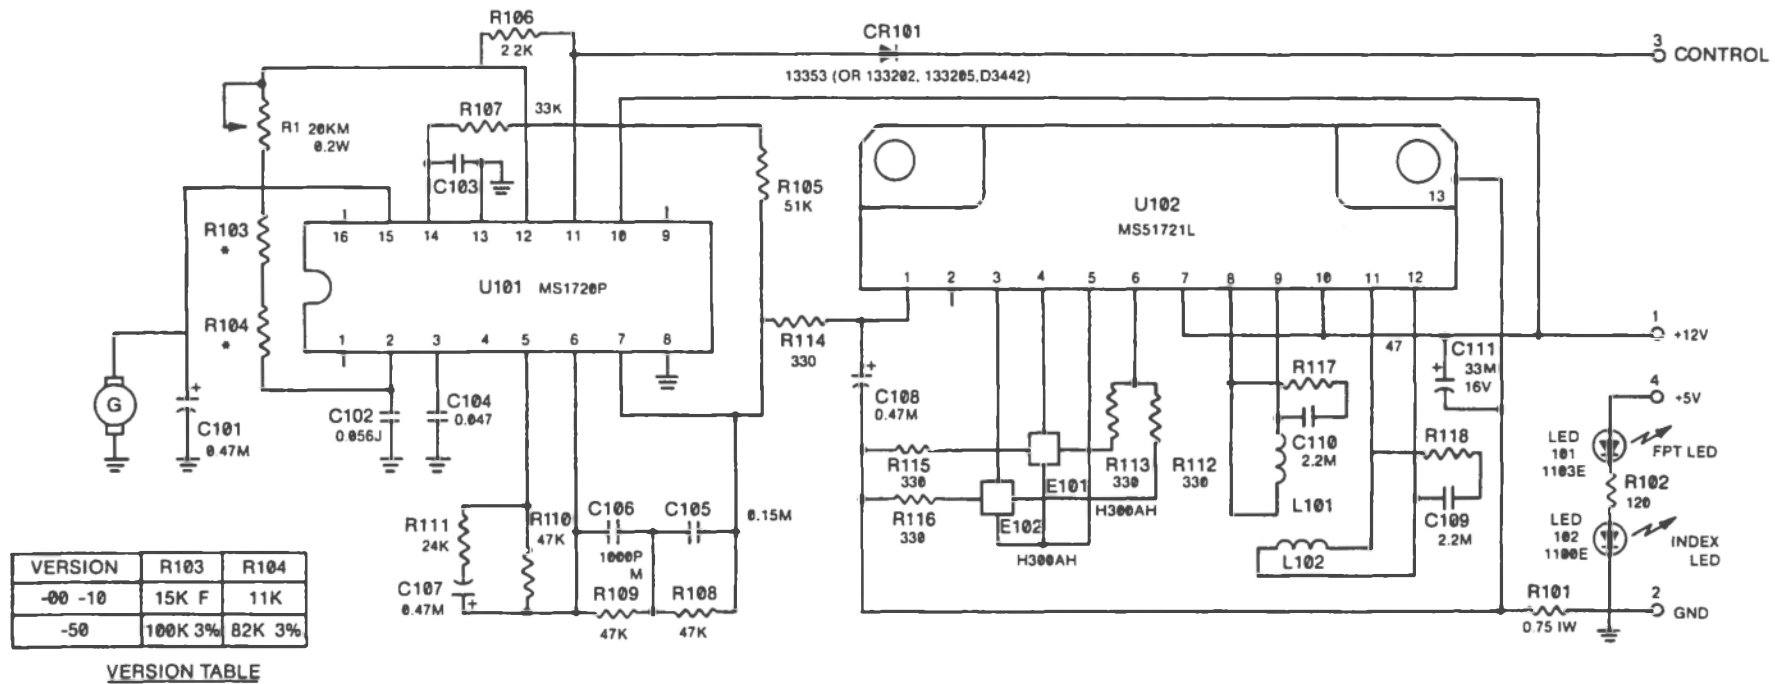 R106
2.2K
CR101
13353 (OR 133202, 133205,D3442)
3
CONTROL
R107
33K
R1 20KM
0.2W
C103
R105
51K
R103
*
R104
*
16 15 14 13 12 11 10 9
U101 MS1720P
1 2 3 4 5 6 7 8
U102
MS51721L
13
1 2 3 4 5 6 7 8 9 10 11 12
R114
330
1
+12V
47
C111
33M
16V
+
4
+5V
G
+
C101
0.47M
C102
0.056J
C104
0.047
+
C108
0.47M
R117
C110
2.2M
R118
C109
2.2M
LED
101
1103E
FPT LED
R102
120
LED
102
1100E
INDEX
LED
R115
330
R116
330
E101
H300AH
E102
H300AH
R113
330
R112
330
L101
L102
R111
24K
R110
47K
C106
1000P
M
C105
0.15M
C107
0.47M
+
R109
47K
R108
47K
R101
0.75 IW
2
GND
VERSION R103 R104
-00 -10 15K F 11K
-50 100K 3% 82K 3%
VERSION TABLE